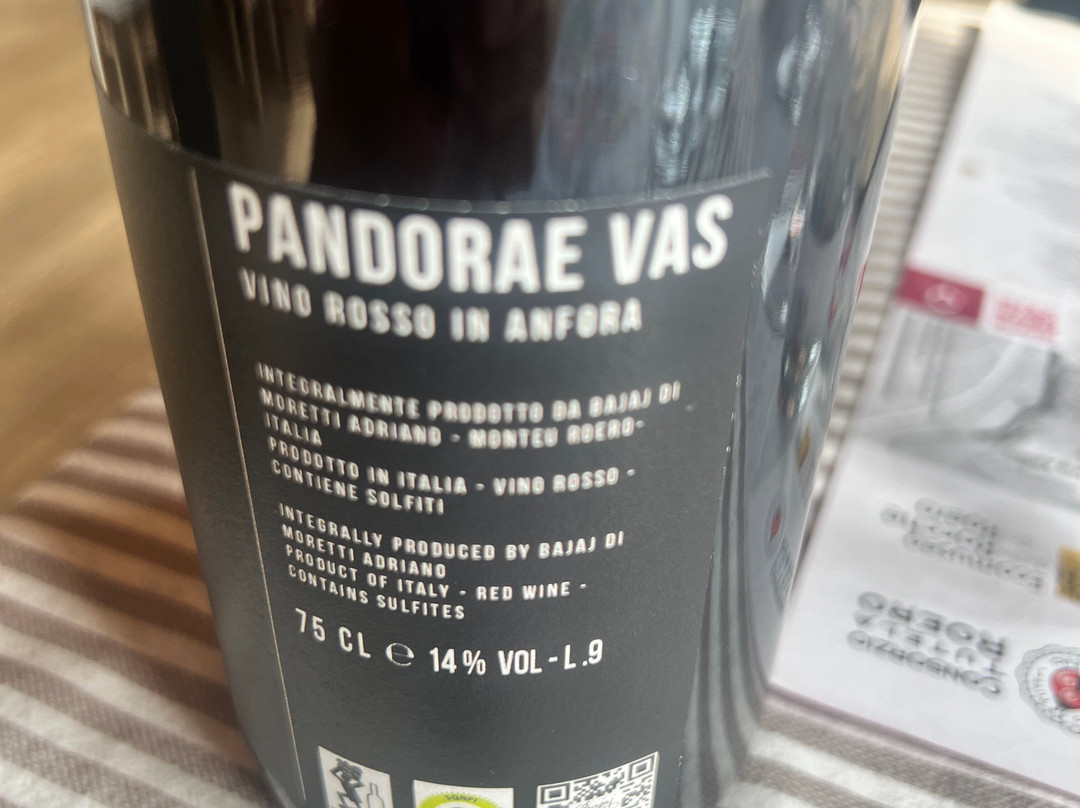 PANDORAE VAS
VINO ROSSO IN ANFORA
INTEGRALMENTE PRODOTTO DA BAJAJ DI
MORETTI ADRIANO - MONTEU ROERO-
ITALIA
PRODOTTO IN ITALIA - VINO ROSSO -
CONTIENE SOLFITI
INTEGRALLY PRODUCED BY BAJAJ DI
MORETTI ADRIANO
PRODUCT OF ITALY - RED WINE -
CONTAINS SULFITES
75 CL ℮ 14% VOL-L.9
SQNPI
CONSORZIO
TUTELA
ROERO